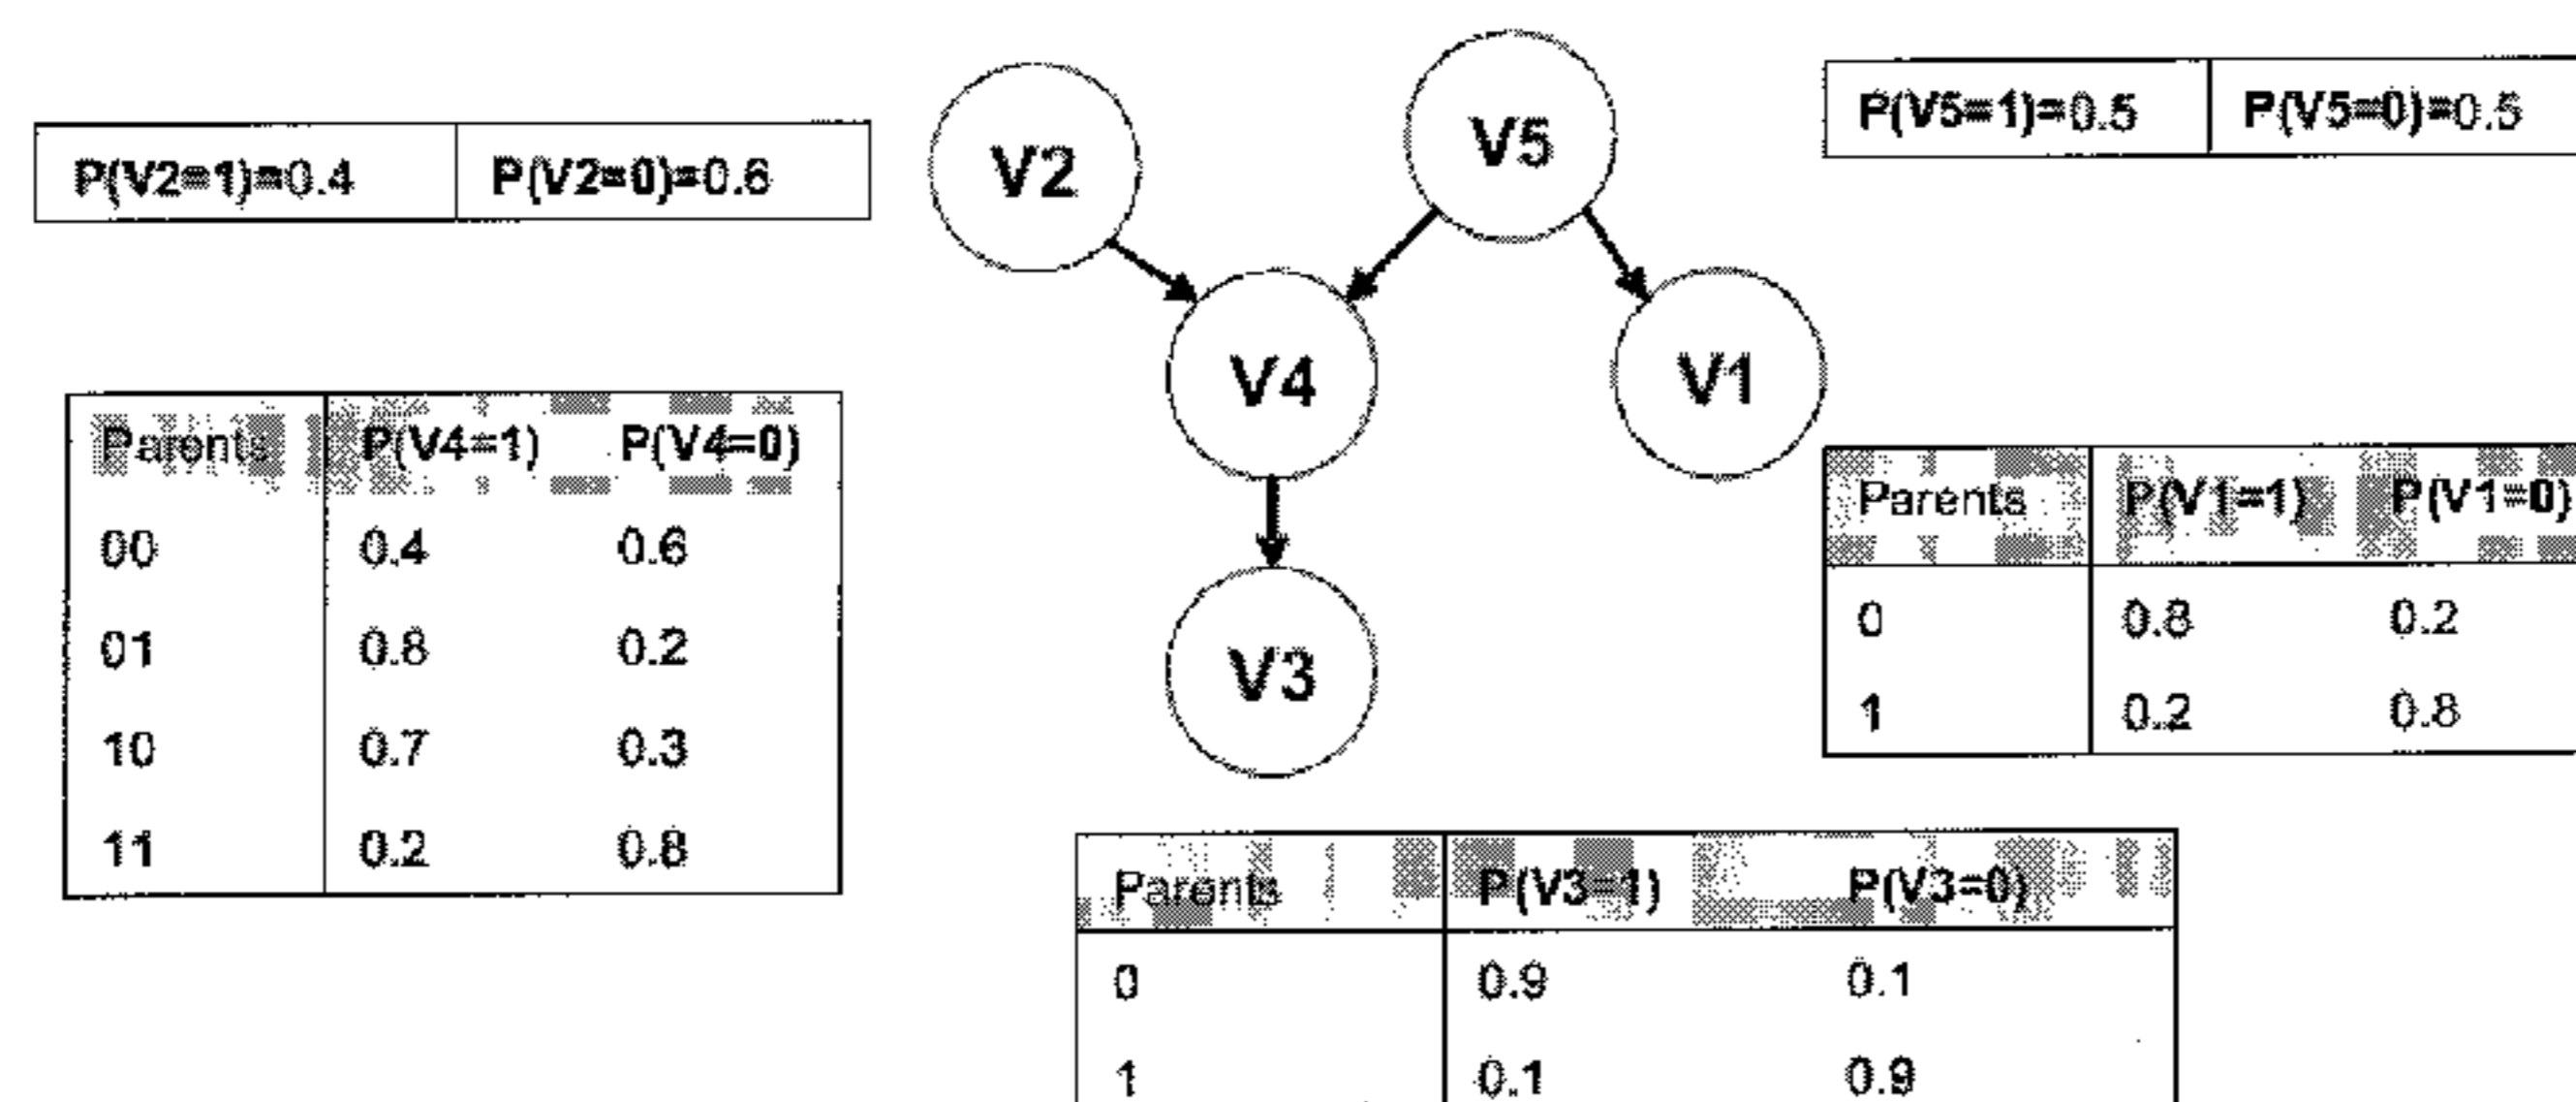 V2
V5
P(V5=1)=0.5 P(V5=0)=0.5
P(V2=1)=0.4 P(V2=0)=0.6
V4
V1
Parents P(V4=1) P(V4=0)
00 0.4 0.6
01 0.8 0.2
10 0.7 0.3
11 0.2 0.8
Parents P(V1=1) P(V1=0)
0 0.8 0.2
1 0.2 0.8
V3
Parents P(V3=1) P(V3=0)
0 0.9 0.1
1 0.1 0.9